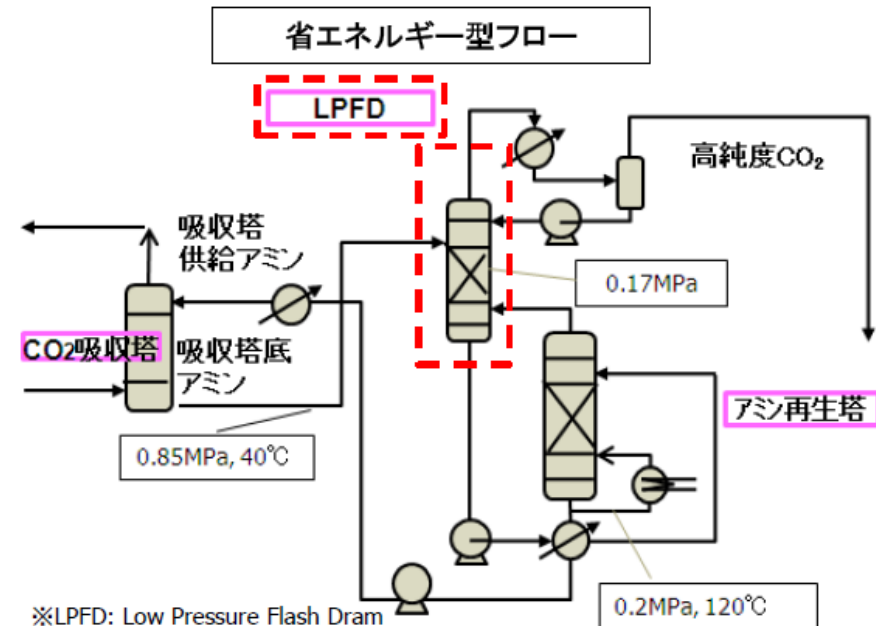 省エネルギー型フロー
LPFD
高純度CO₂
吸収塔
供給アミン
0.17MPa
CO2吸収塔
吸収塔底
アミン
アミン再生塔
0.85MPa, 40℃
0.2MPa, 120℃
※LPFD: Low Pressure Flash Dram